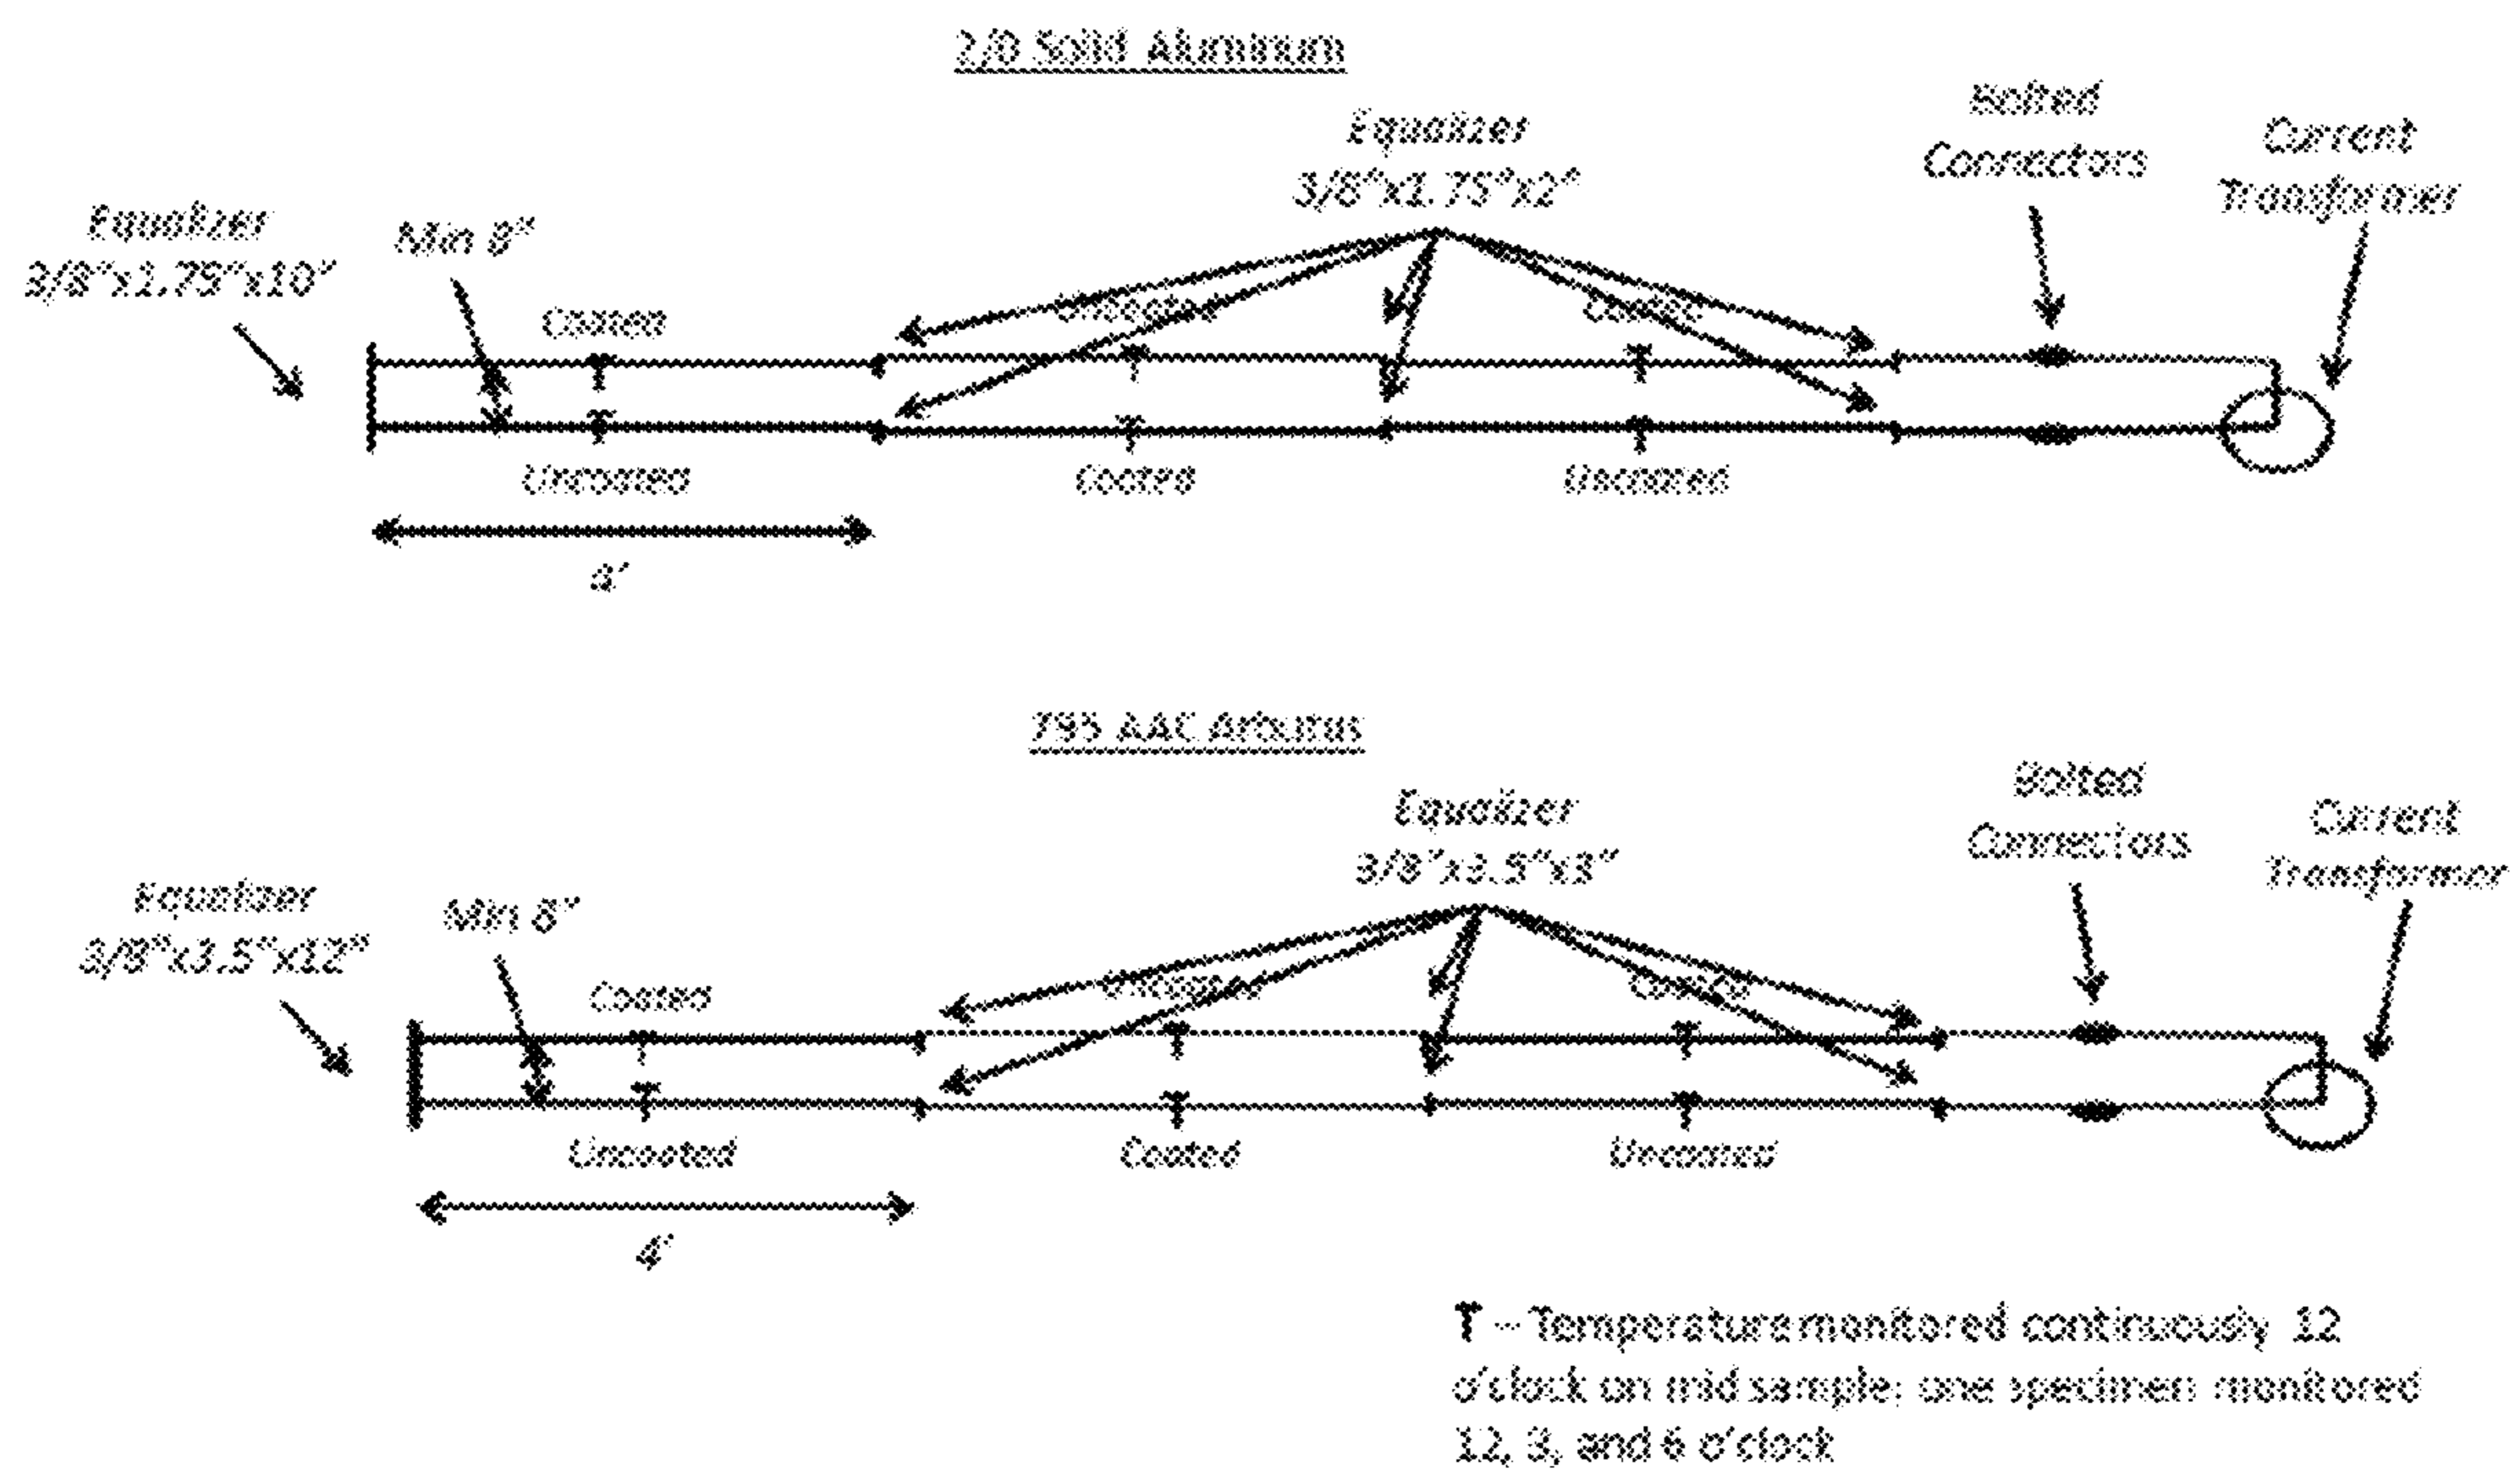 2/0 Solid Aluminum
Bolted
Connectors
Current
Transformer
Equalizer
3/8"x1.75"x2"
Equalizer
3/8"x1.75"x10"
Min 8"
Coated
Uncoated
Coated
Uncoated
Coated
Uncoated
795 AAC Arbutus
Bolted
Connectors
Current
Transformer
Equalizer
3/8"x3.5"x3"
Equalizer
3/8"x3.5"x12"
Min 8"
Coated
Uncoated
Coated
Uncoated
Coated
Uncoated
4'
T – Temperature monitored continuously 12
o'clock on mid sample; one specimen monitored
12, 3, and 6 o'clock